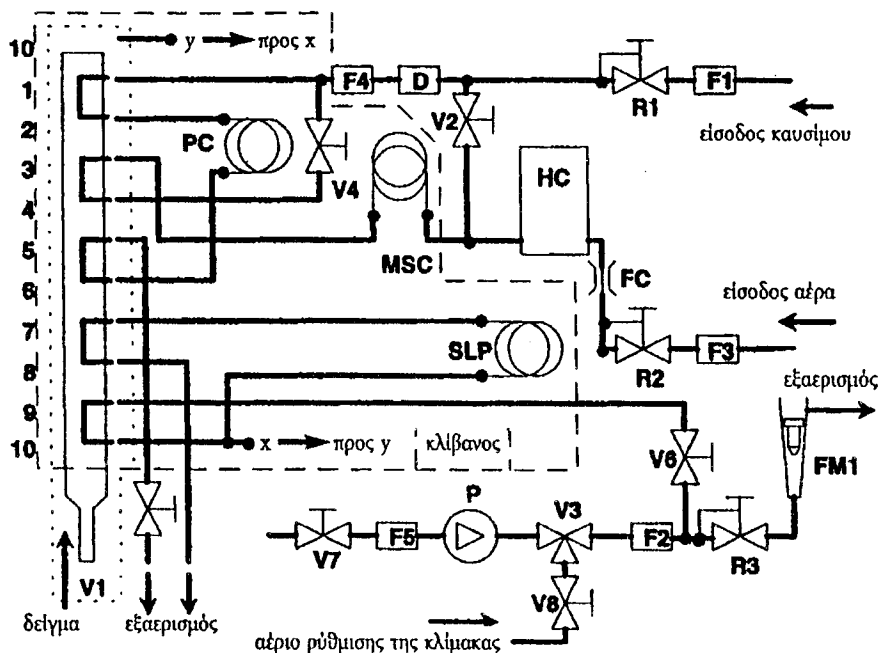 10
y → προς x
1
F4
D
R1
F1
είσοδος καυσίμου
2
PC
V4
V2
3
HC
4
MSC
5
FC
6
είσοδος αέρα
7
SLP
R2
F3
8
εξαερισμός
9
10
x → προς y
κλίβανος
V6
FM1
P
V3
V7
F5
F2
R3
V1
V8
δείγμα
εξαερισμός
αέριο ρύθμισης της κλίμακας